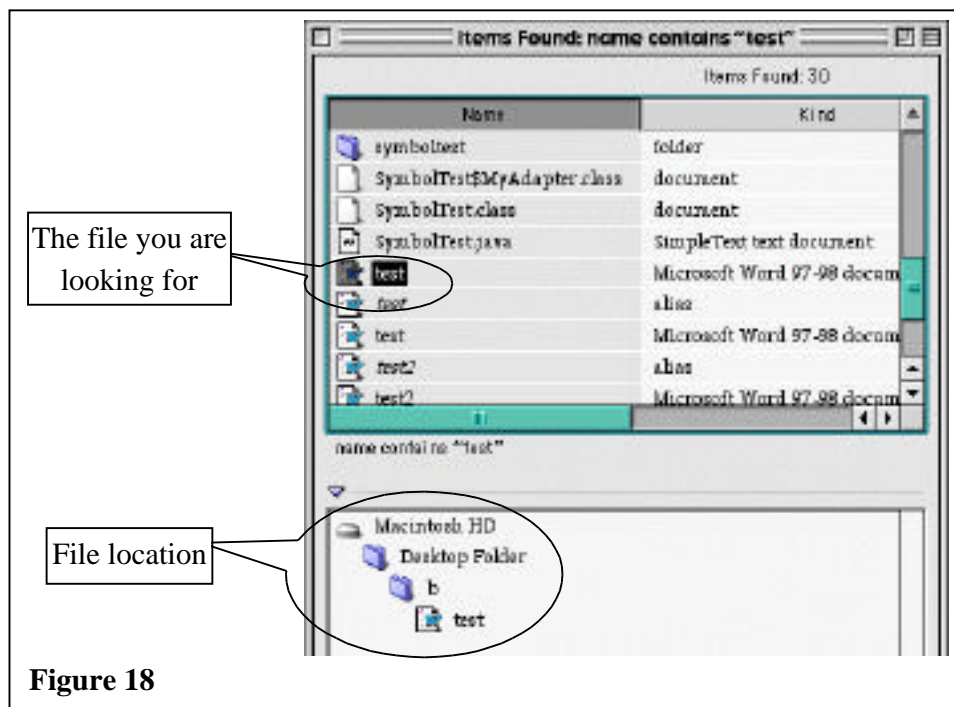 Items Found: name contains "test"
Items Found: 30
Name Kind
symboltest folder
SymbolTest$MyAdapter.class document
SymbolTest.class document
SymbolTest.java SimpleText text document
The file you are
looking for
test Microsoft Word 97-98 docum
test alias
test Microsoft Word 97-98 docum
test2 alias
test2 Microsoft Word 97-98 docum
name contains "test"
File location
Macintosh HD
Desktop Folder
b
test
Figure 18